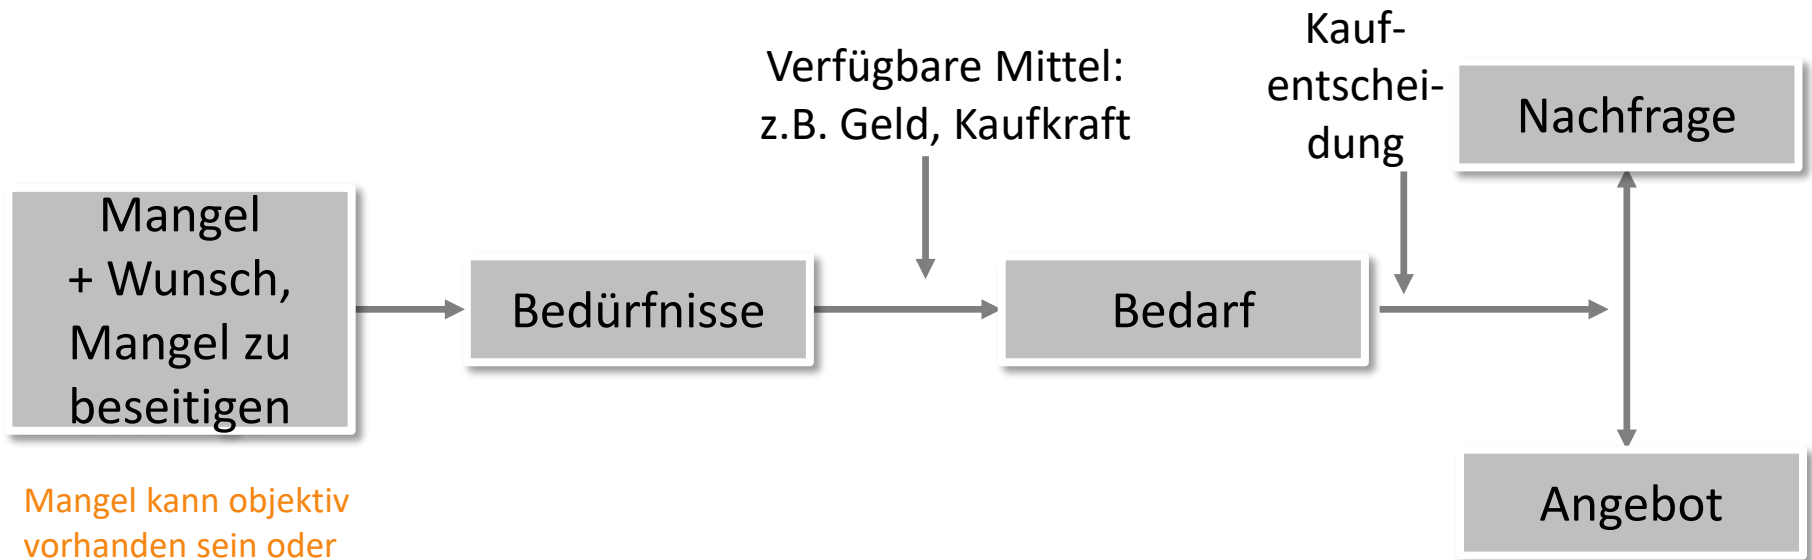 Mangel
+ Wunsch,
Mangel zu
beseitigen
Mangel kann objektiv
vorhanden sein oder
Bedürfnisse
Verfügbare Mittel:
z.B. Geld, Kaufkraft
Bedarf
Kauf-
entschei-
dung
Nachfrage
Angebot